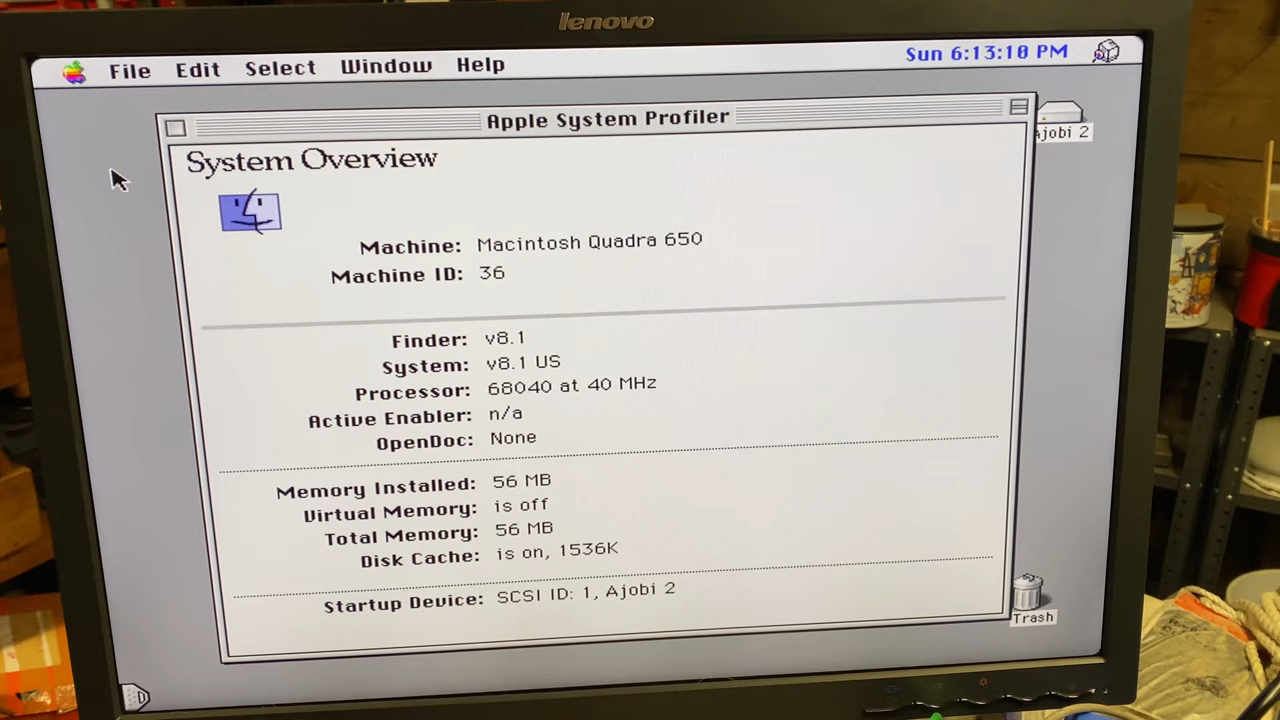 lenovo
File Edit Select Window Help Sun 6:13:10 PM
Apple System Profiler
Ajobi 2
System Overview
Machine: Macintosh Quadra 650
Machine ID: 36
Finder: v8.1
System: v8.1 US
Processor: 68040 at 40 MHz
Active Enabler: n/a
OpenDoc: None
Memory Installed: 56 MB
Virtual Memory: is off
Total Memory: 56 MB
Disk Cache: is on, 1536K
Startup Device: SCSI ID: 1, Ajobi 2
Trash